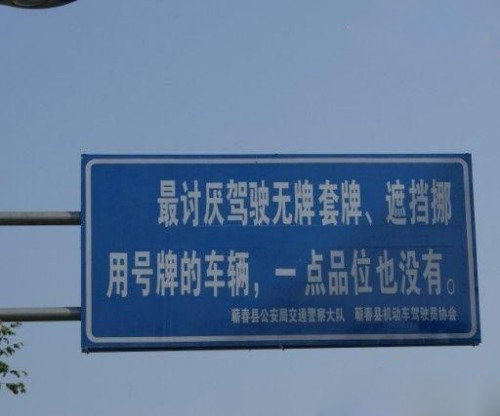 最讨厌驾驶无牌套牌、遮挡挪
用号牌的车辆，一点品位也没有。
蕲春县公安局交通警察大队 蕲春县机动车驾驶员协会